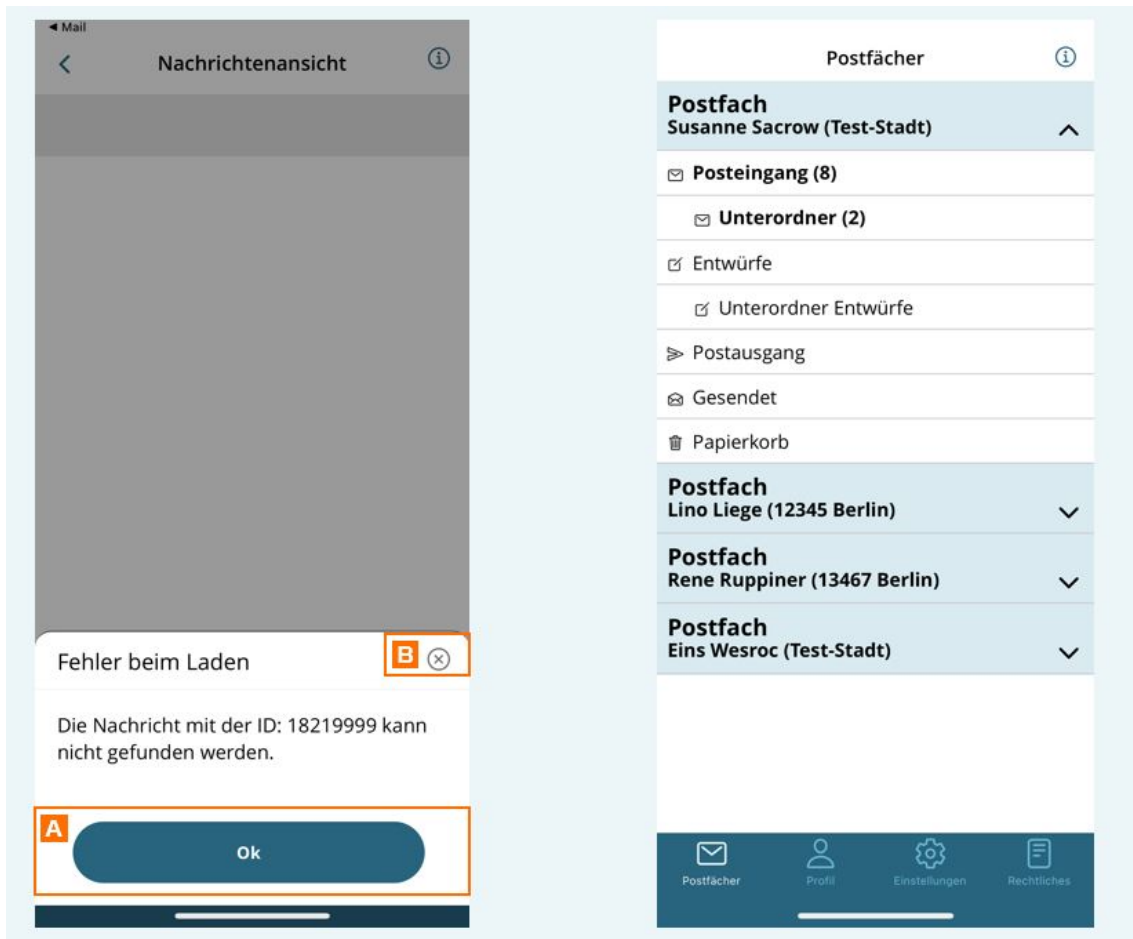 ◄ Mail
Nachrichtenansicht
Fehler beim Laden
B
Die Nachricht mit der ID: 18219999 kann
nicht gefunden werden.
A
Ok
Postfächer
Postfach
Susanne Sacrow (Test-Stadt)
Posteingang (8)
Unterordner (2)
Entwürfe
Unterordner Entwürfe
Postausgang
Gesendet
Papierkorb
Postfach
Lino Liege (12345 Berlin)
Postfach
Rene Ruppiner (13467 Berlin)
Postfach
Eins Wesroc (Test-Stadt)
Postfächer
Profil
Einstellungen
Rechtliches